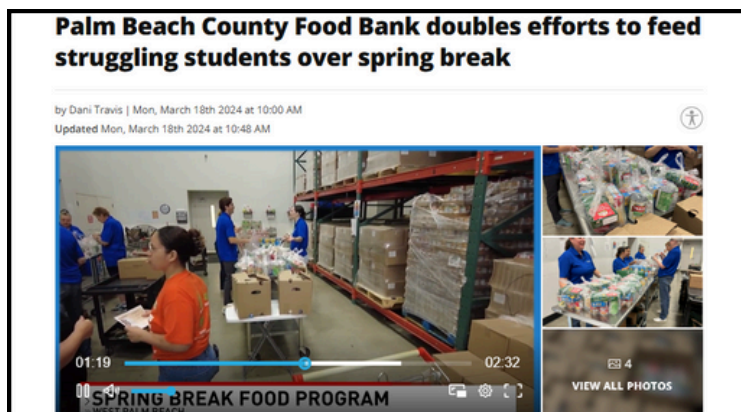 Palm Beach County Food Bank doubles efforts to feed
struggling students over spring break
by Dani Travis | Mon, March 18th 2024 at 10:00 AM
Updated Mon, March 18th 2024 at 10:48 AM
01:19
02:32
SPRING BREAK FOOD PROGRAM
WEST PALM BEACH
4
VIEW ALL PHOTOS